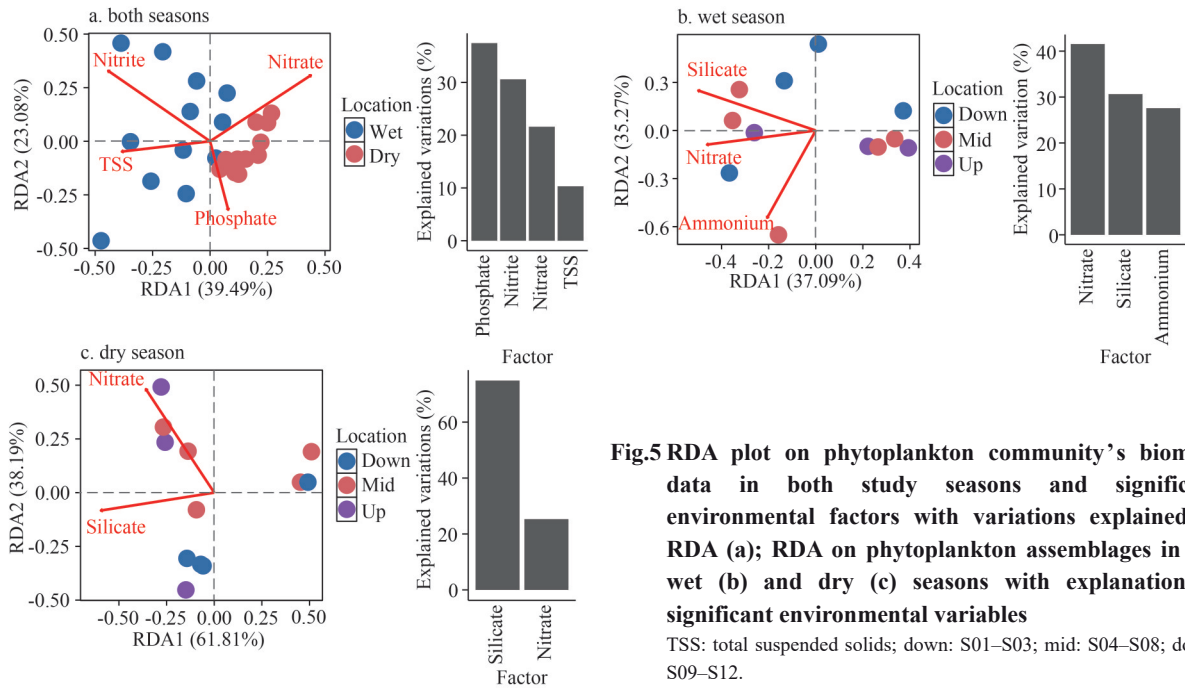 a. both seasons
0.50
0.25
0.00
-0.25
-0.50
RDA2 (23.08%)
Nitrite
Nitrate
TSS
Phosphate
-0.50 -0.25 0.00 0.25 0.50
RDA1 (39.49%)
Location
Wet
Dry
Explained variations (%)
30
20
10
0
Phosphate
Nitrite
Nitrate
TSS
Factor
b. wet season
0.3
0.0
-0.3
-0.6
RDA2 (35.27%)
Silicate
Nitrate
Ammonium
-0.4 -0.2 0.0 0.2 0.4
RDA1 (37.09%)
Location
Down
Mid
Up
Explained variation (%)
40
30
20
10
0
Nitrate
Silicate
Ammonium
Factor
c. dry season
0.50
0.25
0.00
-0.25
-0.50
RDA2 (38.19%)
Nitrate
Silicate
-0.50 -0.25 0.00 0.25 0.50
RDA1 (61.81%)
Location
Down
Mid
Up
Explained variations (%)
60
40
20
0
Silicate
Nitrate
Factor
Fig.5 RDA plot on phytoplankton community's biom
data in both study seasons and signific
environmental factors with variations explained
RDA (a); RDA on phytoplankton assemblages in
wet (b) and dry (c) seasons with explanation
significant environmental variables
TSS: total suspended solids; down: S01–S03; mid: S04–S08; do
S09–S12.